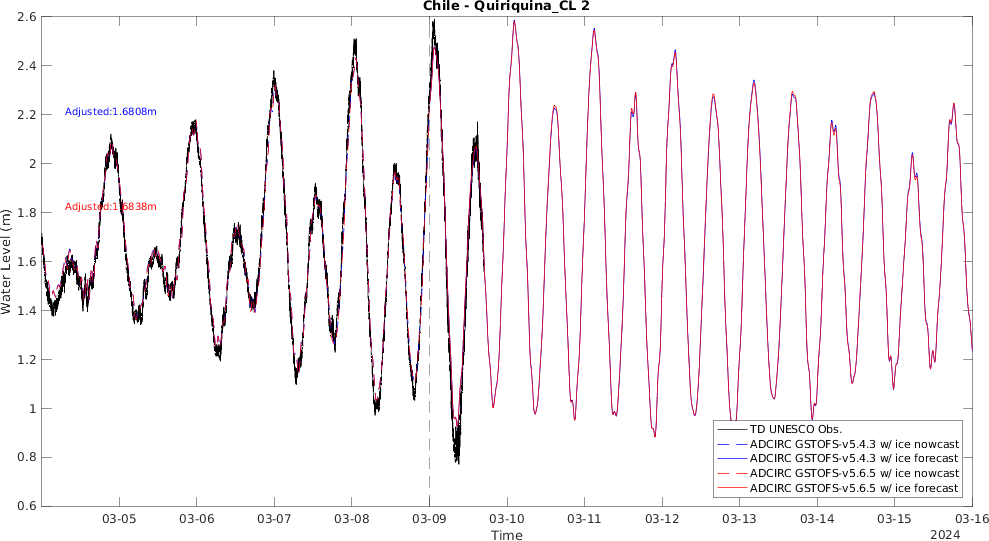 Chile - Quiriquina_CL 2
2.6
2.4
2.2
2
1.8
1.6
1.4
1.2
1
0.8
0.6
Water Level (m)
Adjusted:1.6808m
Adjusted:1.6838m
TD UNESCO Obs.
ADCIRC GSTOFS-v5.4.3 w/ ice nowcast
ADCIRC GSTOFS-v5.4.3 w/ ice forecast
ADCIRC GSTOFS-v5.6.5 w/ ice nowcast
ADCIRC GSTOFS-v5.6.5 w/ ice forecast
03-05 03-06 03-07 03-08 03-09 03-10 03-11 03-12 03-13 03-14 03-15 03-16
Time
2024